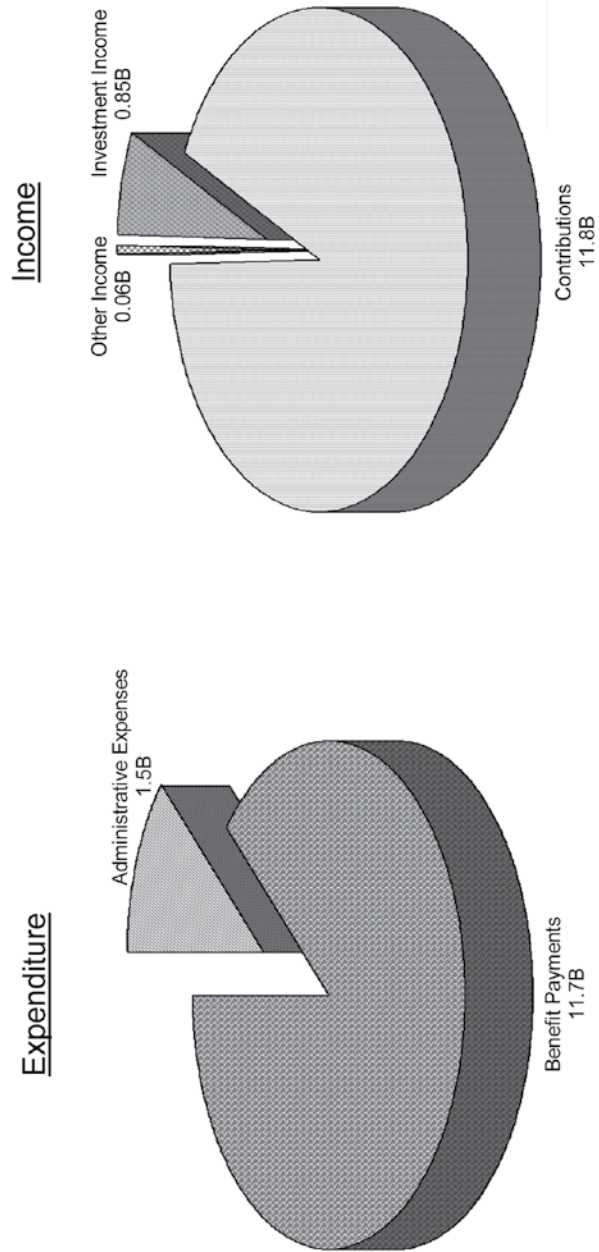 Expenditure
Administrative Expenses
1.5B
Benefit Payments
11.7B
Income
Other Income
0.06B
Investment Income
0.85B
Contributions
11.8B